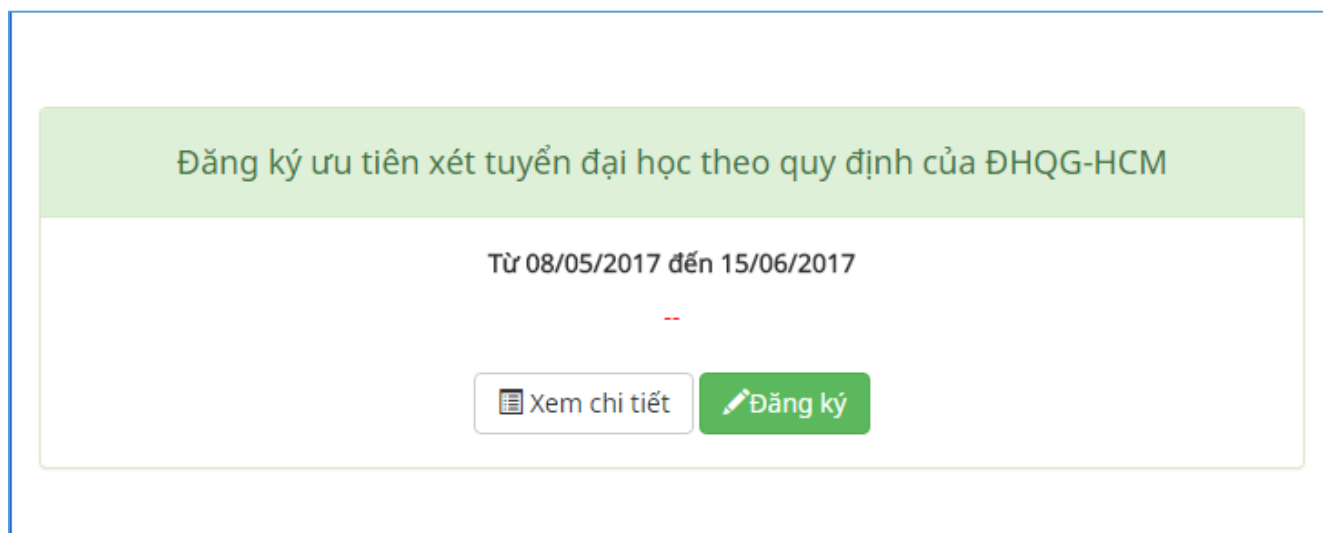 Đăng ký ưu tiên xét tuyển đại học theo quy định của ĐHQG-HCM
Từ 08/05/2017 đến 15/06/2017
--
Xem chi tiết Đăng ký